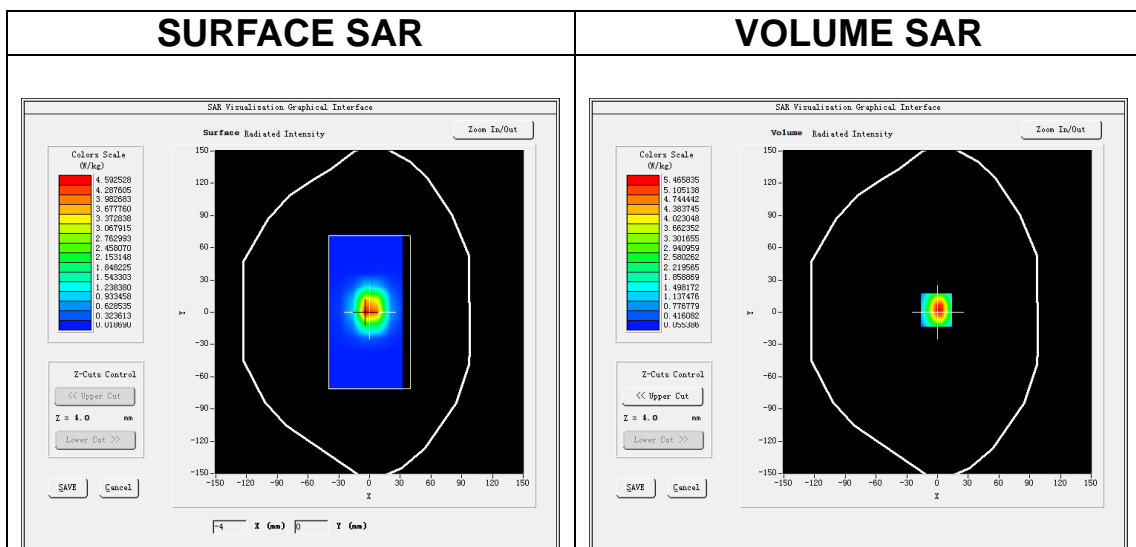 SURFACE SAR
VOLUME SAR
SAR Visualisation Graphical Interface
Surface Radiated Intensity
Zoom In/Out
Colors Scale
(W/kg)
4.592528
4.287605
3.982683
3.677760
3.372838
3.067915
2.762993
2.458070
2.153148
1.848225
1.543303
1.238380
0.933458
0.628535
0.323613
0.018690
Z-Cuts Control
<< Upper Cut
Z = 4.0 mm
Lower Cut >>
SAVE Cancel
150
120
90
60
30
0
-30
-60
-90
-120
-150
Y
-150 -120 -90 -60 -30 0 30 60 90 120 150
X
-4 X (mm) 0 Y (mm)
SAR Visualisation Graphical Interface
Volume Radiated Intensity
Zoom In/Out
Colors Scale
(W/kg)
5.465835
5.105138
4.744442
4.383745
4.023048
3.662352
3.301655
2.940959
2.580262
2.219565
1.858869
1.498172
1.137476
0.776779
0.416082
0.055386
Z-Cuts Control
<< Upper Cut
Z = 4.0 mm
Lower Cut >>
SAVE Cancel
150
120
90
60
30
0
-30
-60
-90
-120
-150
Y
-150 -120 -90 -60 -30 0 30 60 90 120 150
X